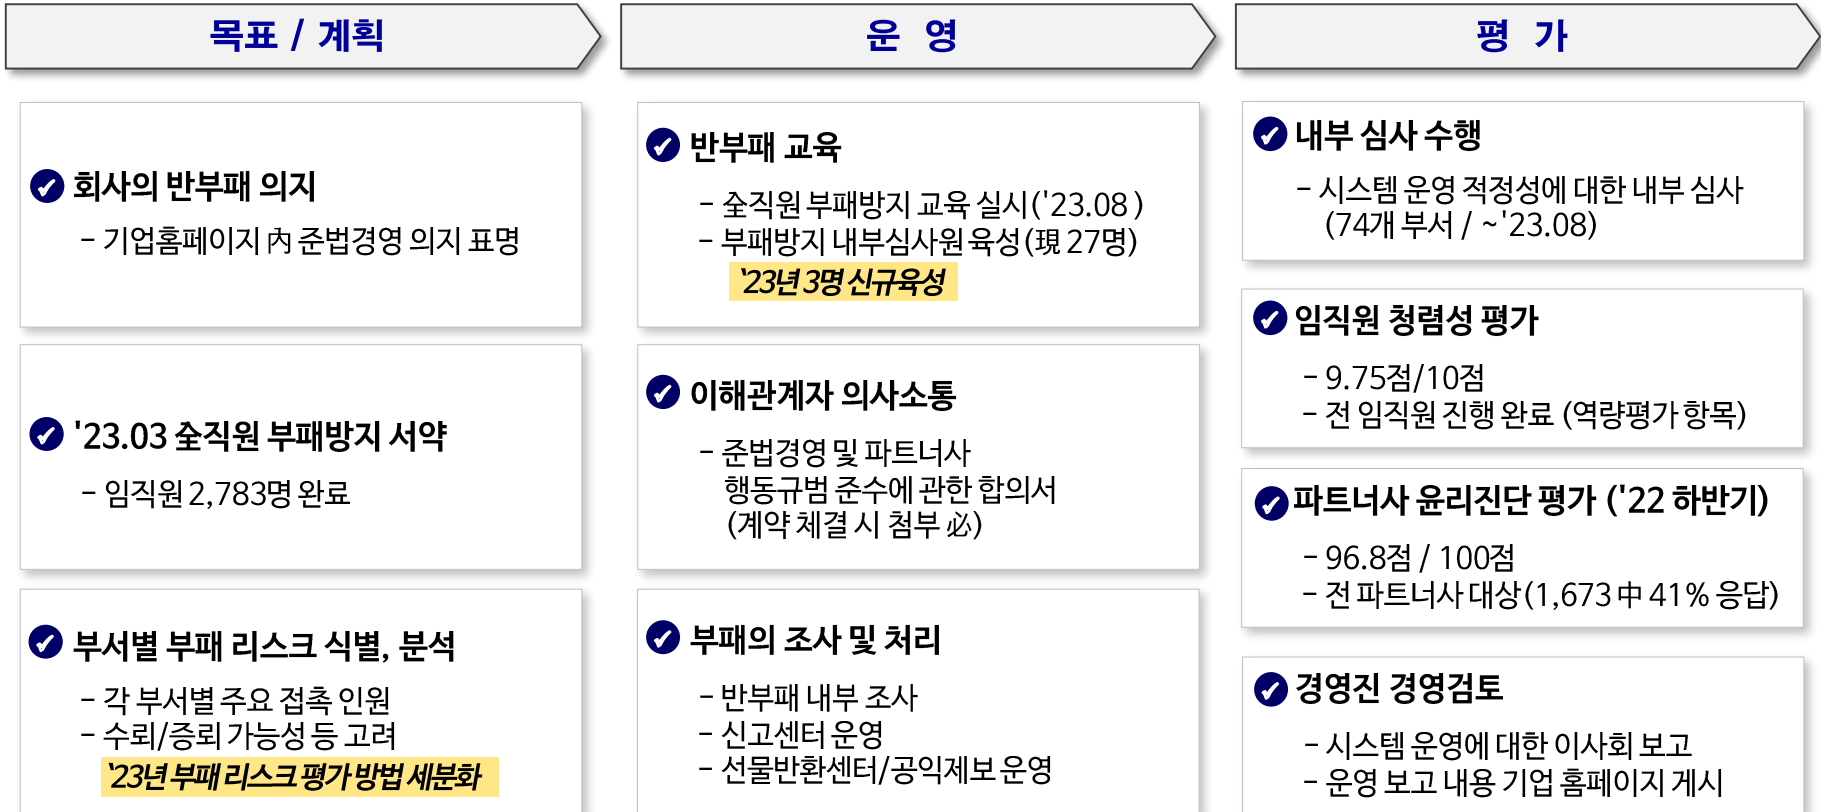 목표 / 계획
회사의 반부패 의지
- 기업홈페이지 內 준법경영 의지 표명
'23.03 全직원 부패방지 서약
- 임직원 2,783명 완료
부서별 부패 리스크 식별, 분석
- 각 부서별 주요 접촉 인원
- 수뢰/증뢰 가능성 등 고려
‘23년 부패 리스크 평가 방법 세분화
운 영
반부패 교육
- 全직원 부패방지 교육 실시('23.08 )
- 부패방지 내부심사원 육성(現 27명)
‘23년 3명 신규육성
이해관계자 의사소통
- 준법경영 및 파트너사
행동규범 준수에 관한 합의서
(계약 체결 시 첨부 必)
부패의 조사 및 처리
- 반부패 내부 조사
- 신고센터 운영
- 선물반환센터/공익제보 운영
평 가
내부 심사 수행
- 시스템 운영 적정성에 대한 내부 심사
(74개 부서 / ~'23.08)
임직원 청렴성 평가
- 9.75점/10점
- 전 임직원 진행 완료 (역량평가 항목)
파트너사 윤리진단 평가 ('22 하반기)
- 96.8점 / 100점
- 전 파트너사 대상(1,673 中 41% 응답)
경영진 경영검토
- 시스템 운영에 대한 이사회 보고
- 운영 보고 내용 기업 홈페이지 게시